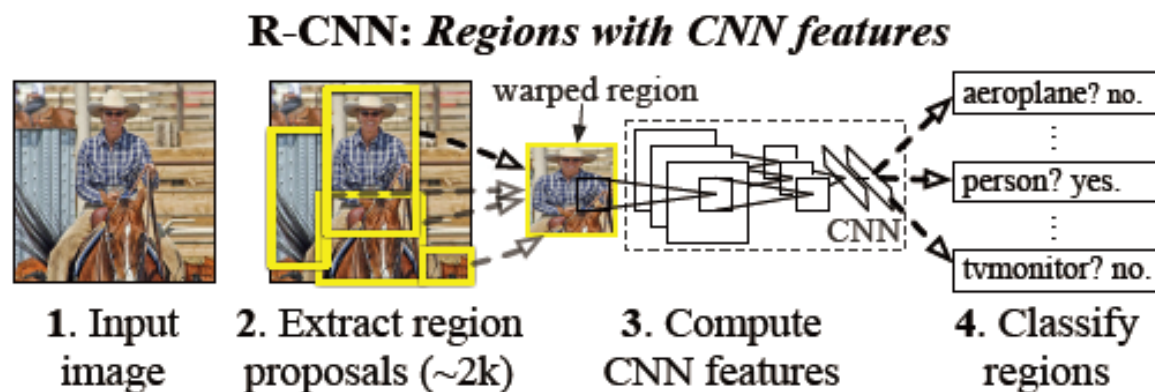 R-CNN: Regions with CNN features
warped region
aeroplane? no.
person? yes.
tvmonitor? no.
CNN
1. Input
image
2. Extract region
proposals (~2k)
3. Compute
CNN features
4. Classify
regions